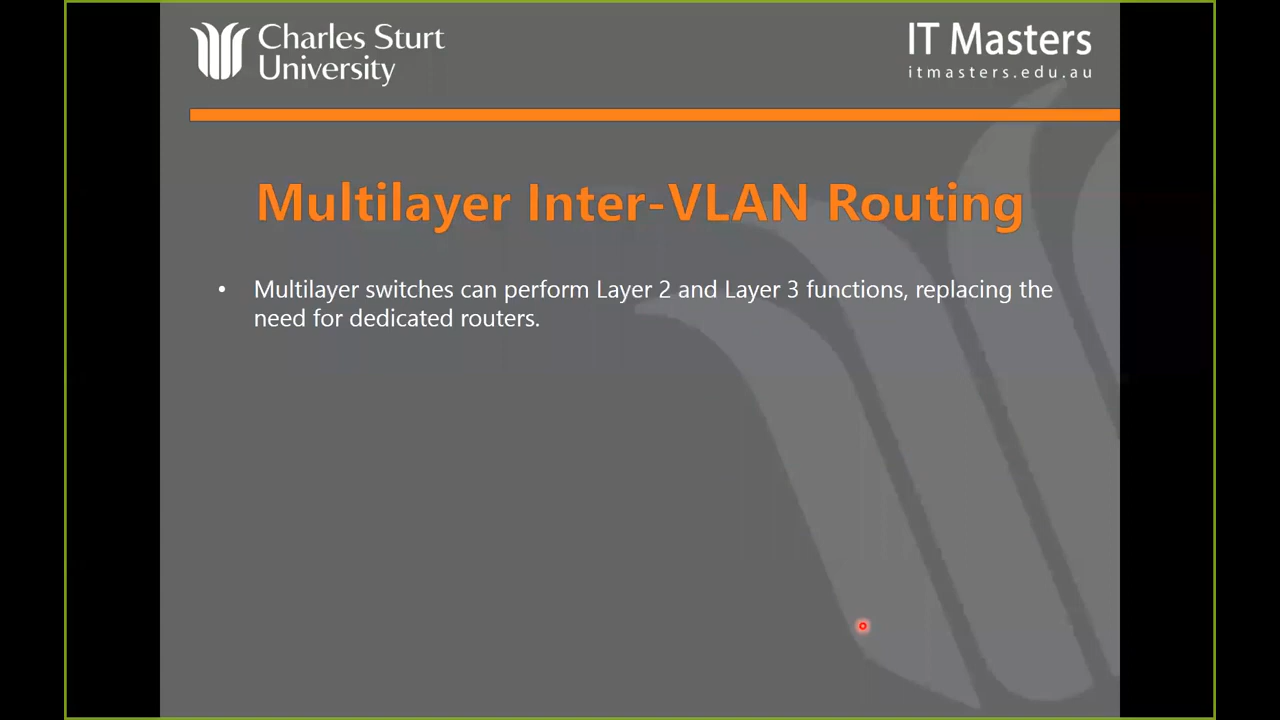 Charles Sturt
University
IT Masters
itmasters.edu.au
Multilayer Inter-VLAN Routing
• Multilayer switches can perform Layer 2 and Layer 3 functions, replacing the
need for dedicated routers.